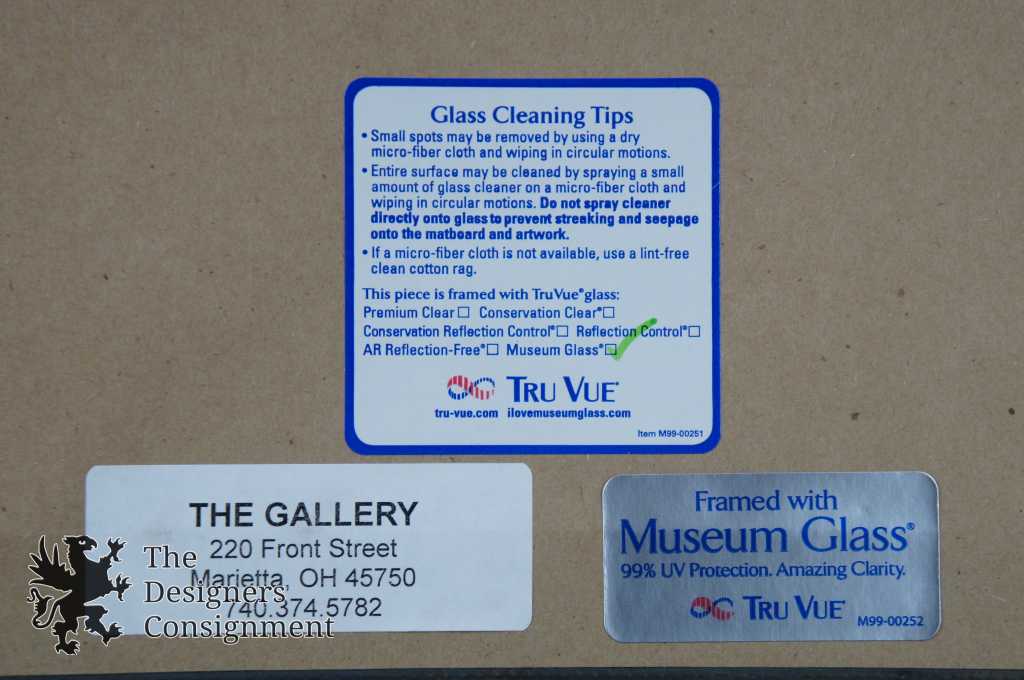 Glass Cleaning Tips
• Small spots may be removed by using a dry
micro-fiber cloth and wiping in circular motions.
• Entire surface may be cleaned by spraying a small
amount of glass cleaner on a micro-fiber cloth and
wiping in circular motions. Do not spray cleaner
directly onto glass to prevent streaking and seepage
onto the matboard and artwork.
• If a micro-fiber cloth is not available, use a lint-free
clean cotton rag.
This piece is framed with TruVue® glass:
Premium Clear ☐ Conservation Clear® ☐
Conservation Reflection Control® ☐ Reflection Control® ☐
AR Reflection-Free® ☐ Museum Glass® ☑
TRU VUE®
tru-vue.com ilovemuseumglass.com
Item M99-00251
THE GALLERY
220 Front Street
Marietta, OH 45750
740.374.5782
The
Designers
Consignment
Framed with
Museum Glass®
99% UV Protection. Amazing Clarity.
TRU VUE®
M99-00252